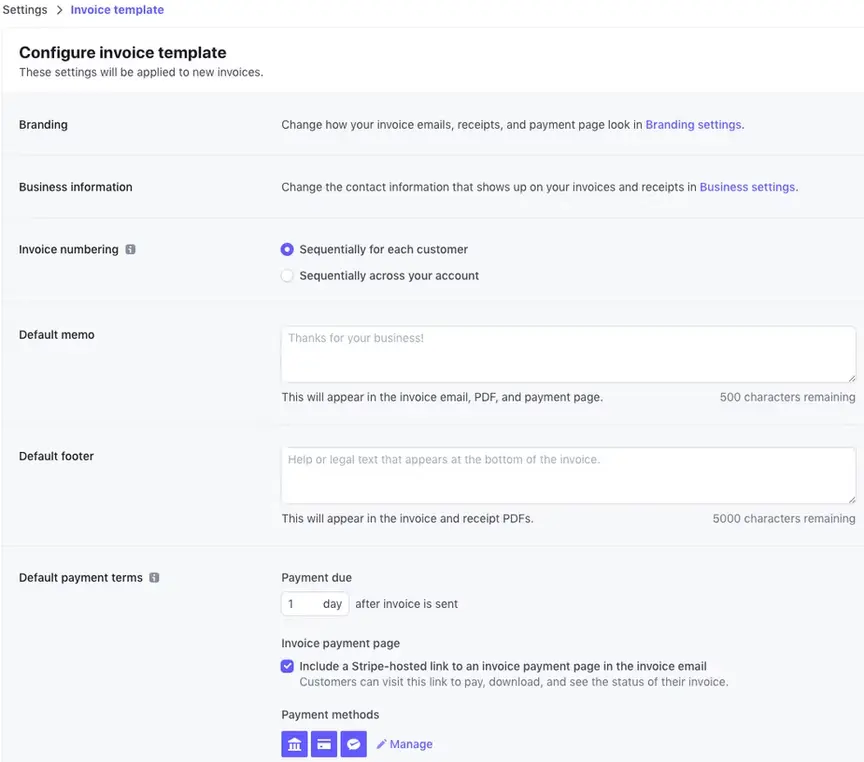 Settings > Invoice template
Configure invoice template
These settings will be applied to new invoices.
Branding
Change how your invoice emails, receipts, and payment page look in Branding settings.
Business information
Change the contact information that shows up on your invoices and receipts in Business settings.
Invoice numbering
Sequentially for each customer
Sequentially across your account
Default memo
Thanks for your business!
This will appear in the invoice email, PDF, and payment page.
500 characters remaining
Default footer
Help or legal text that appears at the bottom of the invoice.
This will appear in the invoice and receipt PDFs.
5000 characters remaining
Default payment terms
Payment due
1 day after invoice is sent
Invoice payment page
Include a Stripe-hosted link to an invoice payment page in the invoice email
Customers can visit this link to pay, download, and see the status of their invoice.
Payment methods
Manage